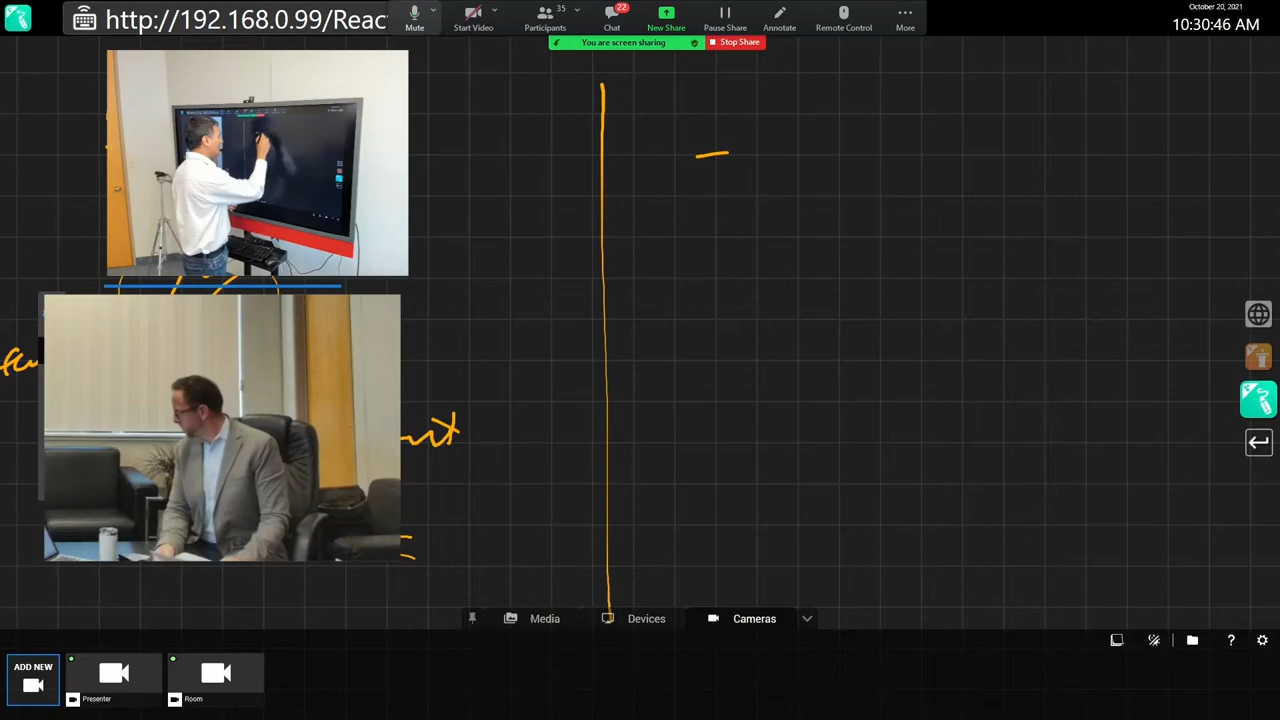 October 20, 2021
http://192.168.0.99/Reac
Mute
Start Video
35
Participants
22
Chat
New Share
Pause Share
Annotate
Remote Control
More
10:30:46 AM
You are screen sharing
Stop Share
Media
Devices
Cameras
ADD NEW
Presenter
Room
?